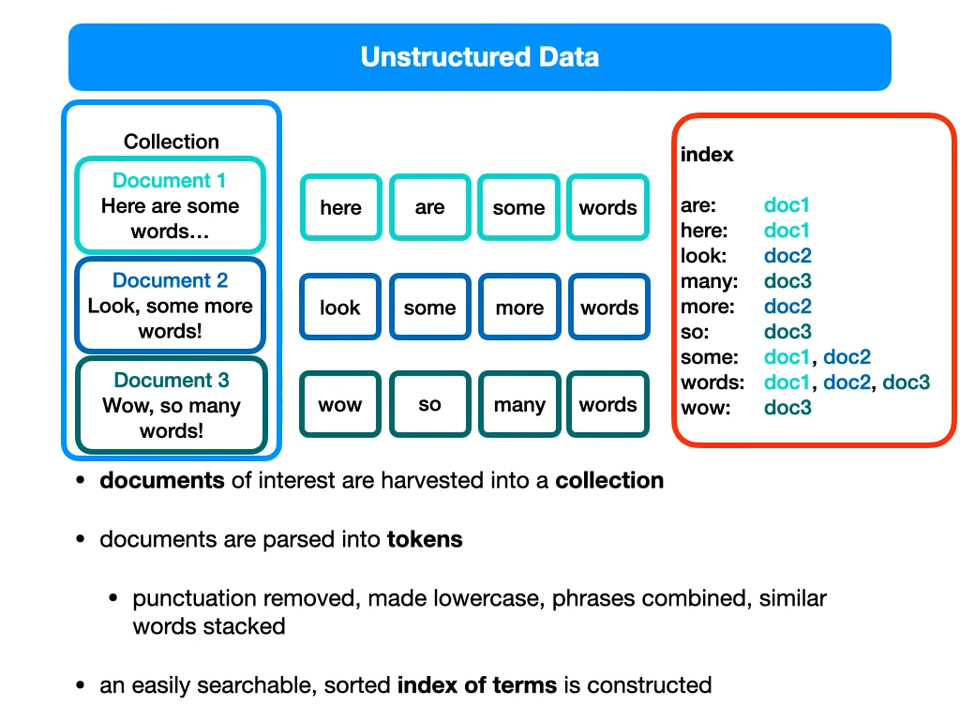 Unstructured Data
Collection
Document 1
Here are some
words...
Document 2
Look, some more
words!
Document 3
Wow, so many
words!
here are some words
look some more words
wow so many words
index
are: doc1
here: doc1
look: doc2
many: doc3
more: doc2
so: doc3
some: doc1, doc2
words: doc1, doc2, doc3
wow: doc3
• documents of interest are harvested into a collection
• documents are parsed into tokens
• punctuation removed, made lowercase, phrases combined, similar
words stacked
• an easily searchable, sorted index of terms is constructed